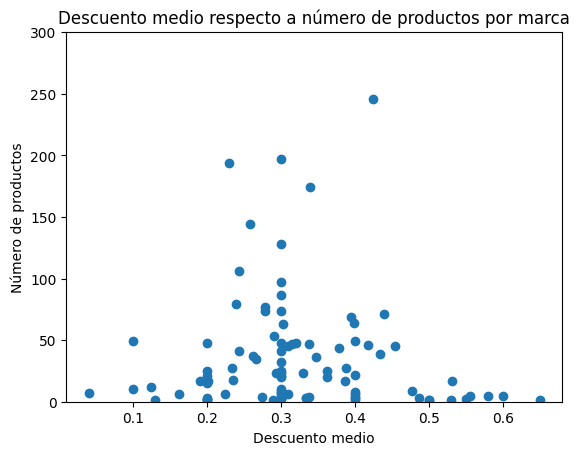 Descuento medio respecto a número de productos por marca
Número de productos
300
250
200
150
100
50
0
0.1 0.2 0.3 0.4 0.5 0.6
Descuento medio